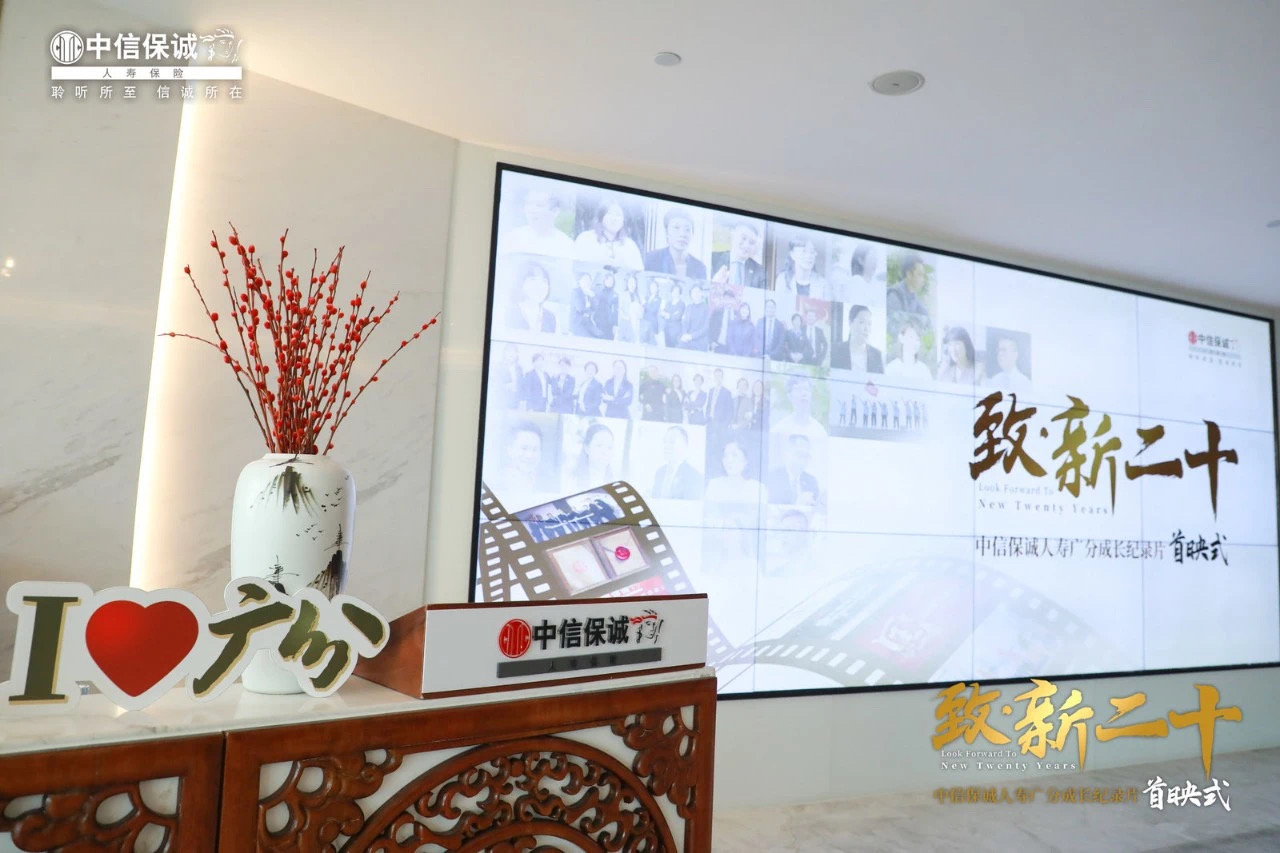 中信保诚
人寿保险
聆听所至 信诚所在
中信保诚
致·新二十
Look Forward To
New Twenty Years
中信保诚人寿广分成长纪录片首映式
I 广分
中信保诚
人寿保险
致·新二十
Look Forward To
New Twenty Years
中信保诚人寿广分成长纪录片首映式